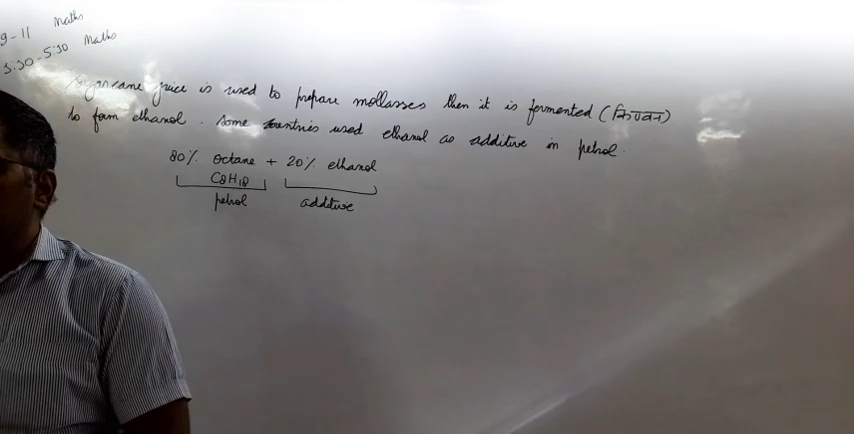 9-11 Maths
3:30-5:30 Maths
Sugarcane juice is used to prepare mollasses then it is fermented (किण्वन)
to form ethanol. Some countries used ethanol as additive in petrol.
80% octane + 20% ethanol
C8H18
petrol additive